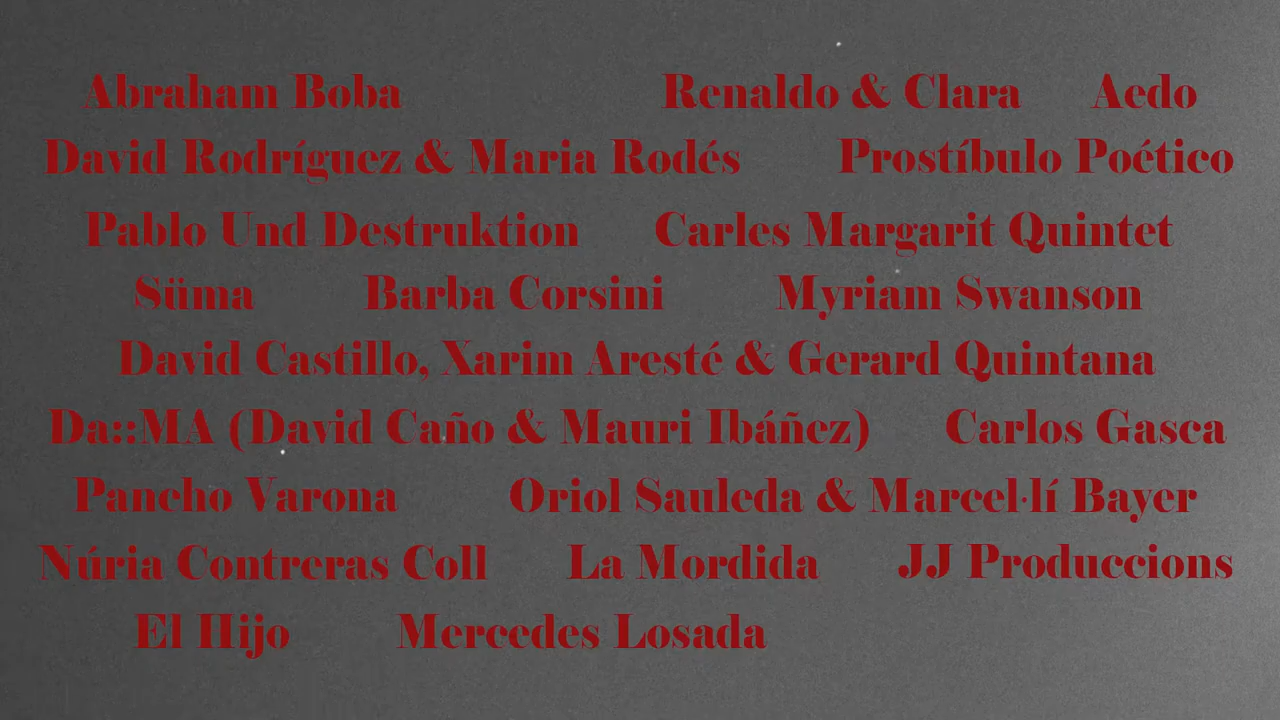 Abraham Boba Renaldo & Clara Aedo
David Rodríguez & Maria Rodés Prostíbulo Poético
Pablo Und Destruktion Carles Margarit Quintet
Süma Barba Corsini Myriam Swanson
David Castillo, Xarim Aresté & Gerard Quintana
Da::MA (David Caño & Mauri Ibáñez) Carlos Gasca
Pancho Varona Oriol Sauleda & Marcel·lí Bayer
Núria Contreras Coll La Mordida JJ Produccions
El Hijo Mercedes Losada